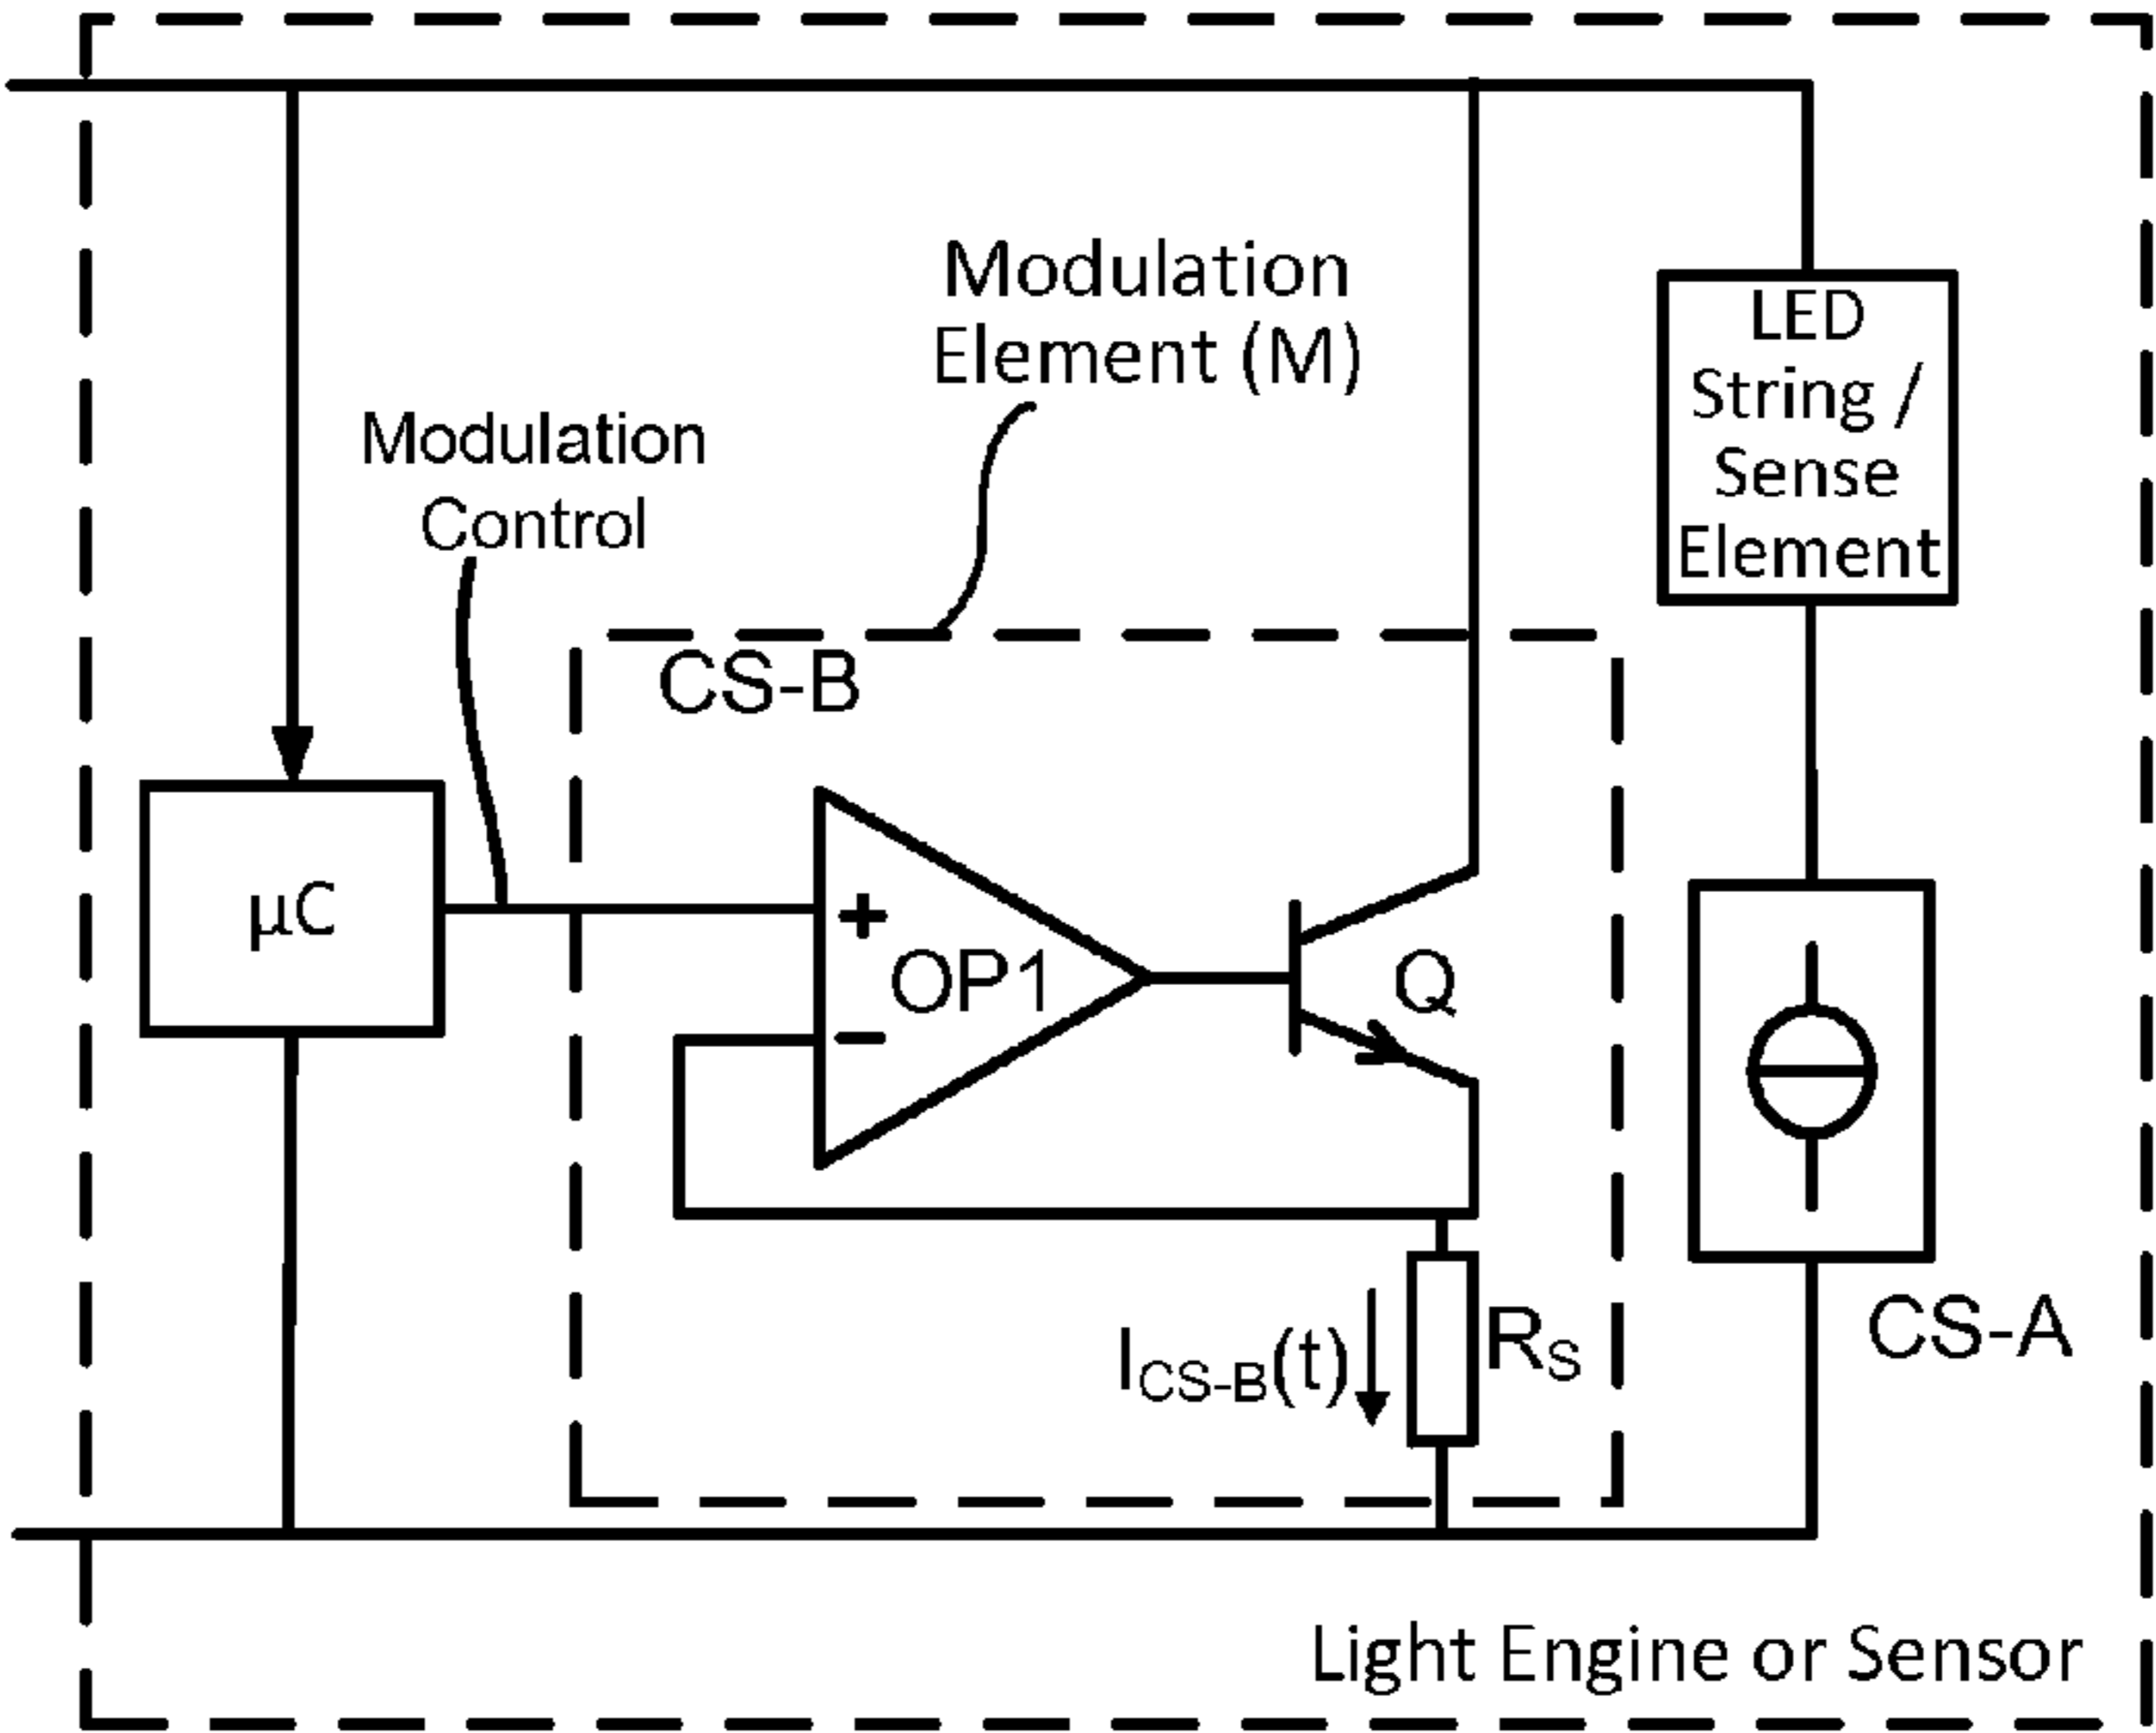 Modulation
Element (M)
LED
String /
Sense
Element
Modulation
Control
CS-B
µC
+
OP1
−
Q
I_CS-B(t)
R_S
CS-A
Light Engine or Sensor